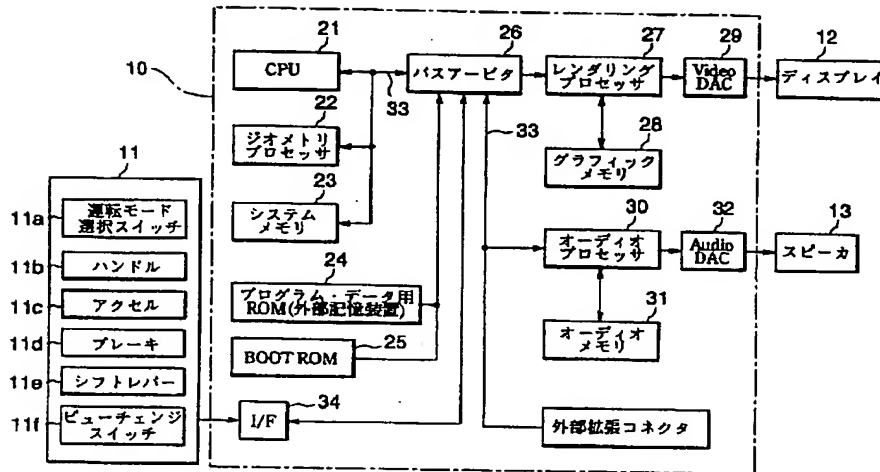 10
21
CPU
22
ジオメトリ
プロセッサ
23
システム
メモリ
24
プログラム・データ用
ROM(外部記憶装置)
25
BOOT ROM
34
I/F
33
26
バスアービタ
27
レンダリング
プロセッサ
29
Video
DAC
12
ディスプレイ
33
28
グラフィック
メモリ
30
オーディオ
プロセッサ
32
Audio
DAC
13
スピーカ
31
オーディオ
メモリ
外部拡張コネクタ
11
11a
運転モード
選択スイッチ
11b
ハンドル
11c
アクセル
11d
ブレーキ
11e
シフトレバー
11f
ビューチェンジ
スイッチ